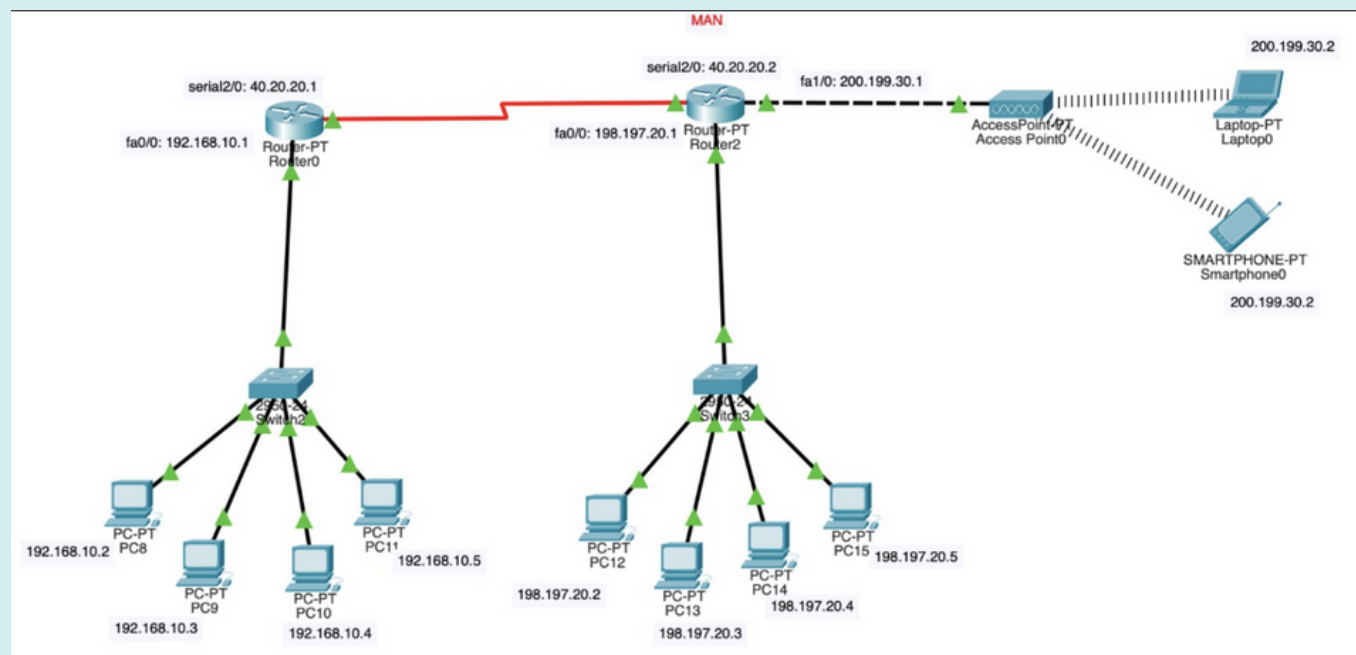 MAN
200.199.30.2
serial2/0: 40.20.20.2
serial2/0: 40.20.20.1
fa1/0: 200.199.30.1
fa0/0: 192.168.10.1
fa0/0: 198.197.20.1
Router-PT
Router0
Router-PT
Router2
AccessPoint-PT
Access Point0
Laptop-PT
Laptop0
SMARTPHONE-PT
Smartphone0
200.199.30.2
2950-24
Switch2
2950-24
Switch3
PC-PT
PC8
192.168.10.2
PC-PT
PC9
192.168.10.3
PC-PT
PC10
192.168.10.4
PC-PT
PC11
192.168.10.5
PC-PT
PC12
198.197.20.2
PC-PT
PC13
198.197.20.3
PC-PT
PC14
198.197.20.4
PC-PT
PC15
198.197.20.5